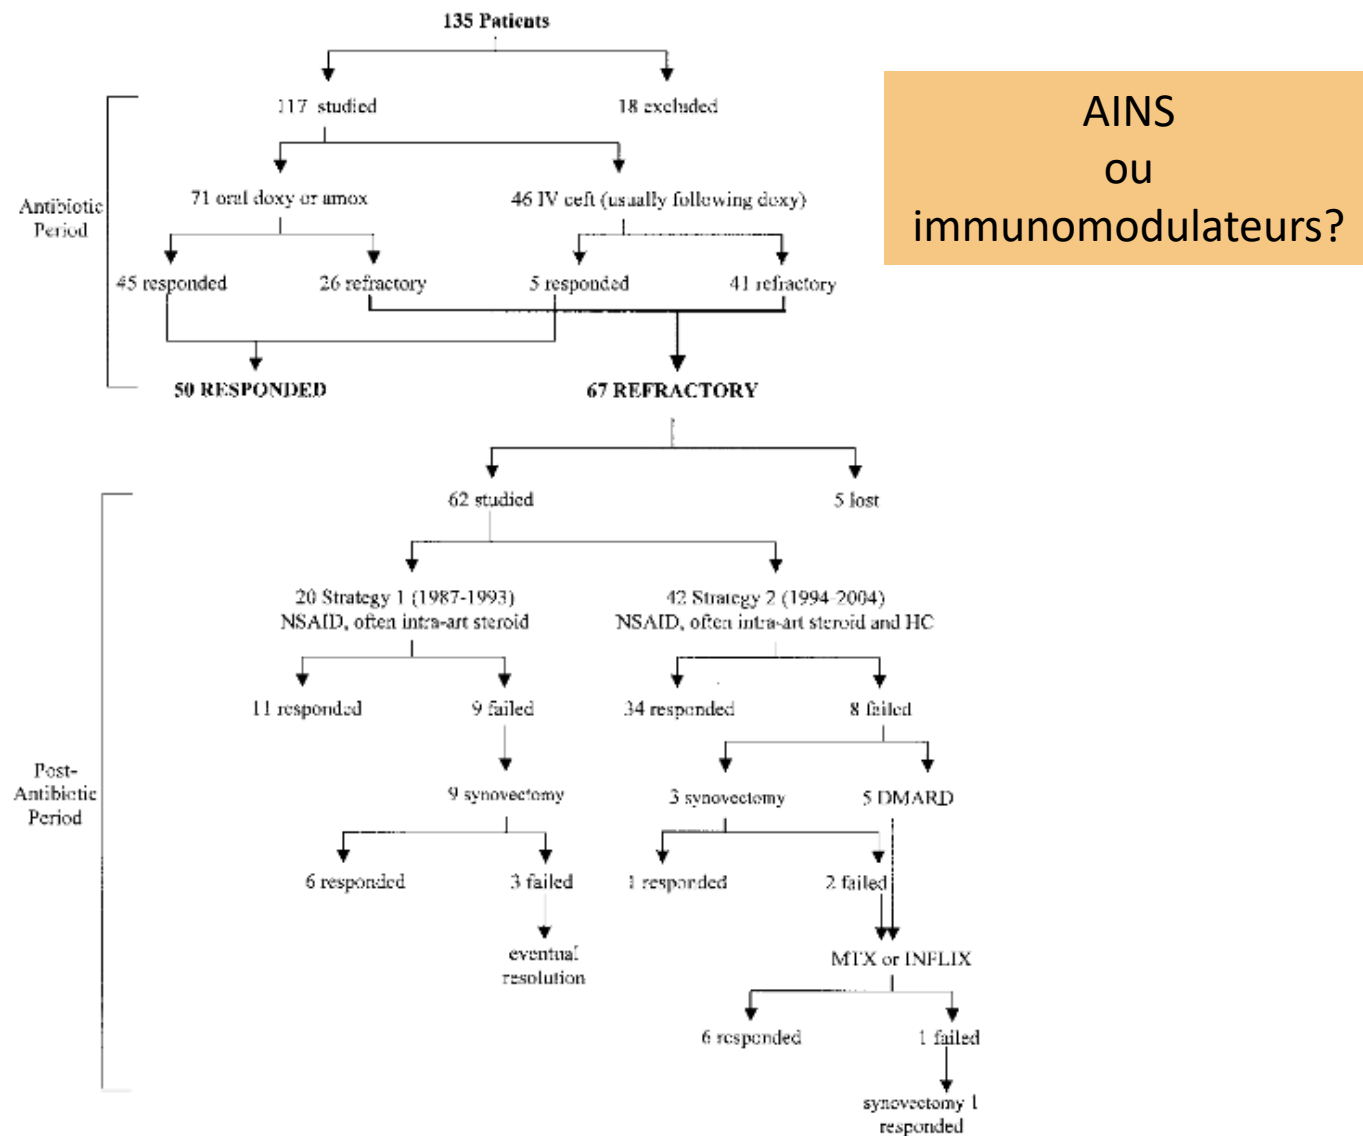 135 Patients
AINS
ou
immunomodulateurs?
117 studied
18 excluded
Antibiotic
Period
71 oral doxy or amox
46 IV ceft (usually following doxy)
45 responded
26 refractory
5 responded
41 refractory
50 RESPONDED
67 REFRACTORY
62 studied
5 lost
20 Strategy 1 (1987-1993)
NSAID, often intra-art steroid
42 Strategy 2 (1994-2004)
NSAID, often intra-art steroid and HC
11 responded
9 failed
34 responded
8 failed
Post-
Antibiotic
Period
9 synovectomy
3 synovectomy
5 DMARD
6 responded
3 failed
1 responded
2 failed
eventual
resolution
MTX or INFLIX
6 responded
1 failed
synovectomy 1
responded